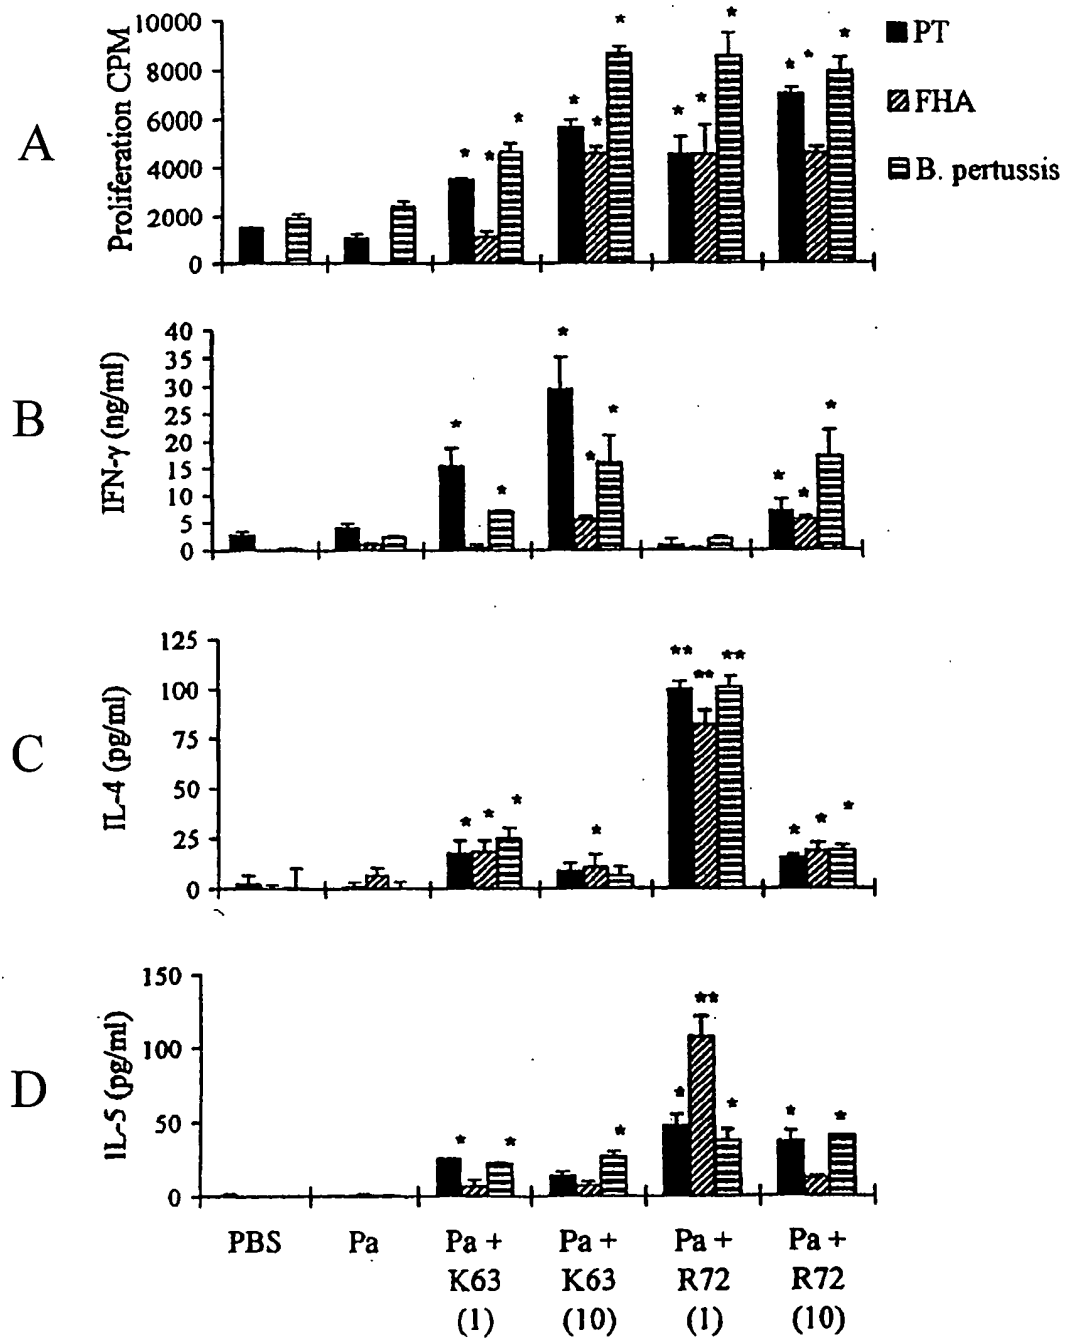 A
Proliferation CPM
10000
8000
6000
4000
2000
0
* * * * * * * * * * * *
PT
FHA
B. pertussis
B
IFN-γ (ng/ml)
40
35
30
25
20
15
10
5
0
* * * * * * * *
C
IL-4 (pg/ml)
125
100
75
50
25
0
* * * * ** ** ** * * *
D
IL-5 (pg/ml)
150
100
50
0
* * * * ** * * *
PBS Pa Pa + Pa + Pa + Pa +
K63 K63 R72 R72
(1) (10) (1) (10)